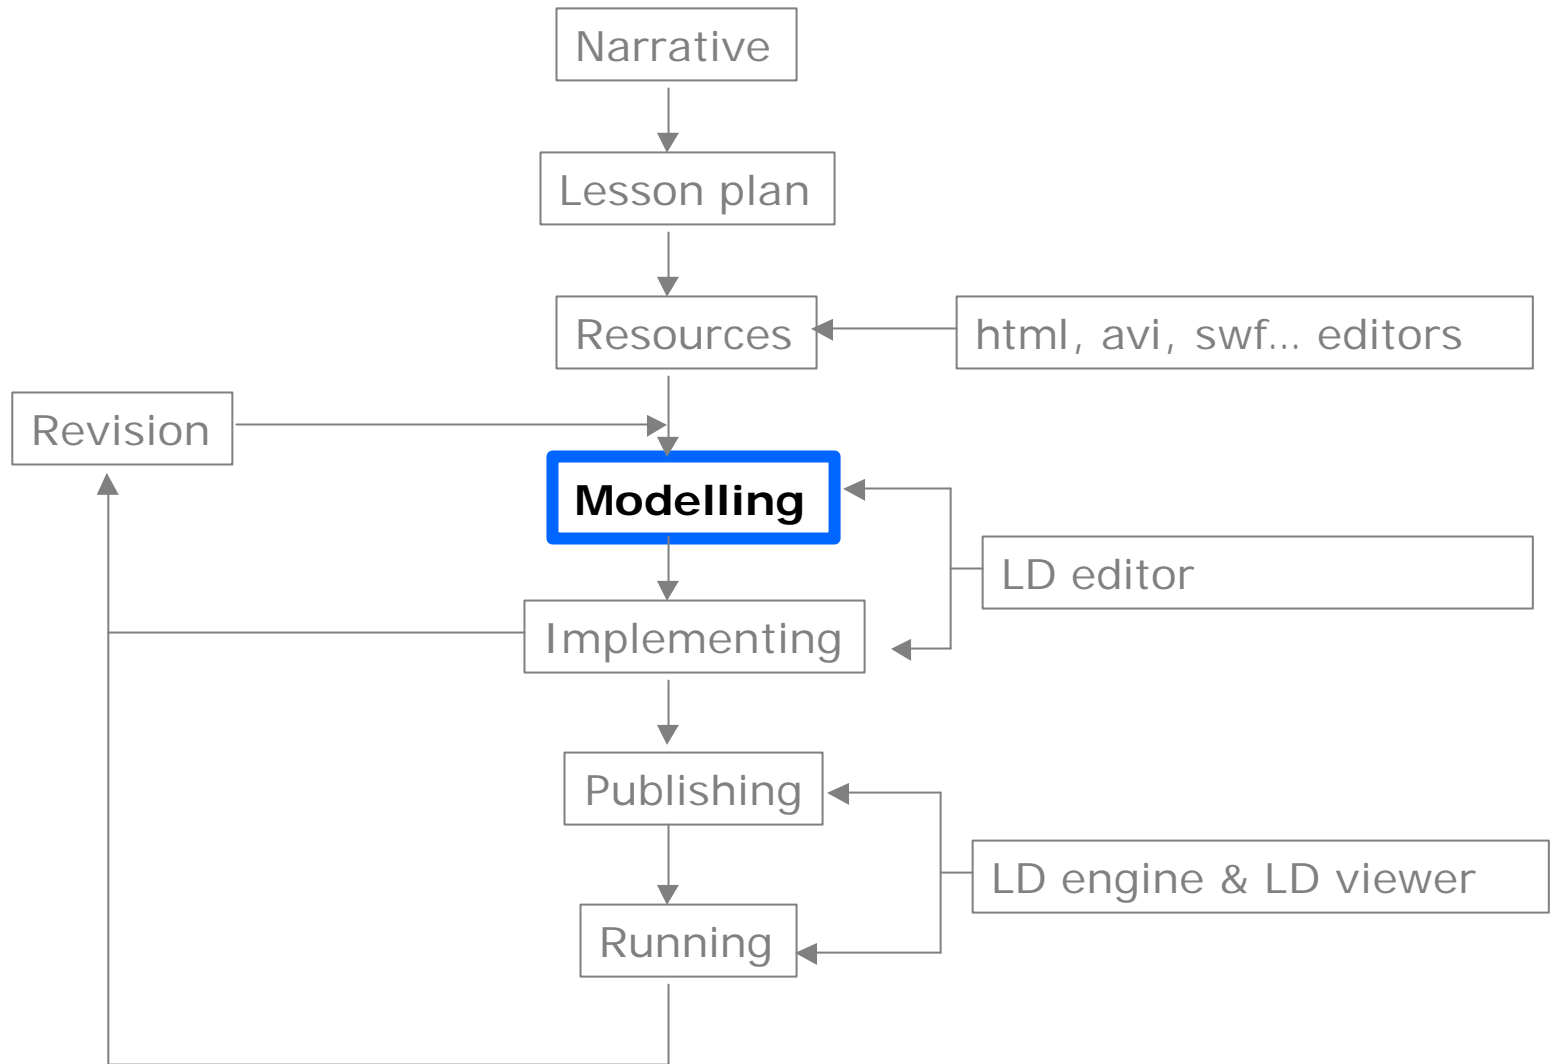 Narrative
Lesson plan
Resources
html, avi, swf... editors
Revision
Modelling
LD editor
Implementing
Publishing
LD engine & LD viewer
Running